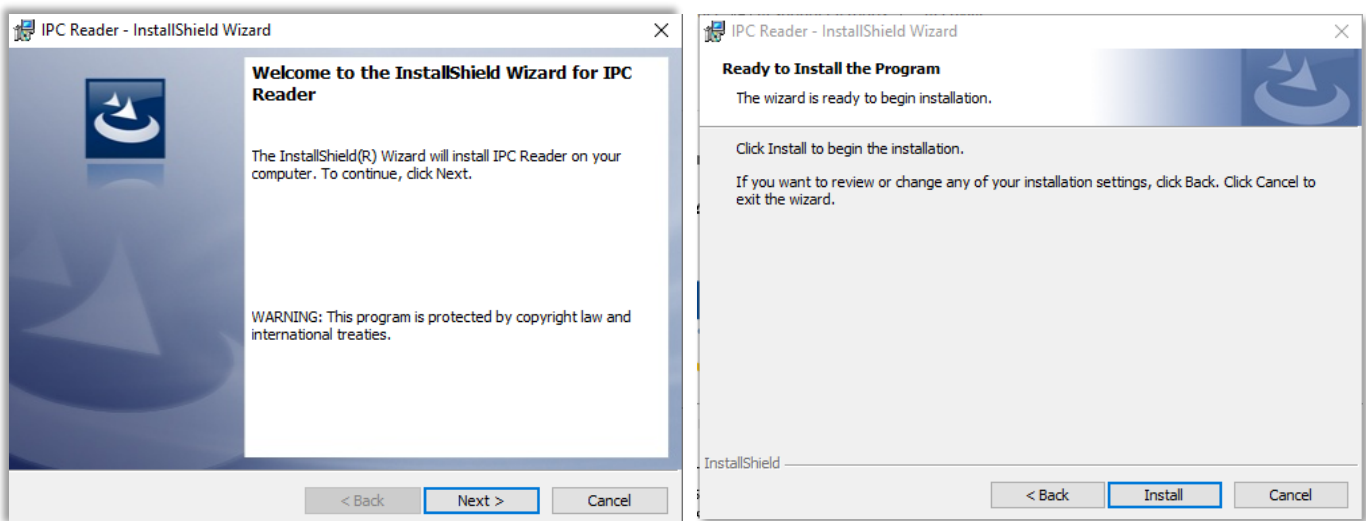 IPC Reader - InstallShield Wizard
Welcome to the InstallShield Wizard for IPC
Reader
The InstallShield(R) Wizard will install IPC Reader on your
computer. To continue, click Next.
WARNING: This program is protected by copyright law and
international treaties.
< Back
Next >
Cancel
IPC Reader - InstallShield Wizard
Ready to Install the Program
The wizard is ready to begin installation.
Click Install to begin the installation.
If you want to review or change any of your installation settings, click Back. Click Cancel to
exit the wizard.
InstallShield
< Back
Install
Cancel